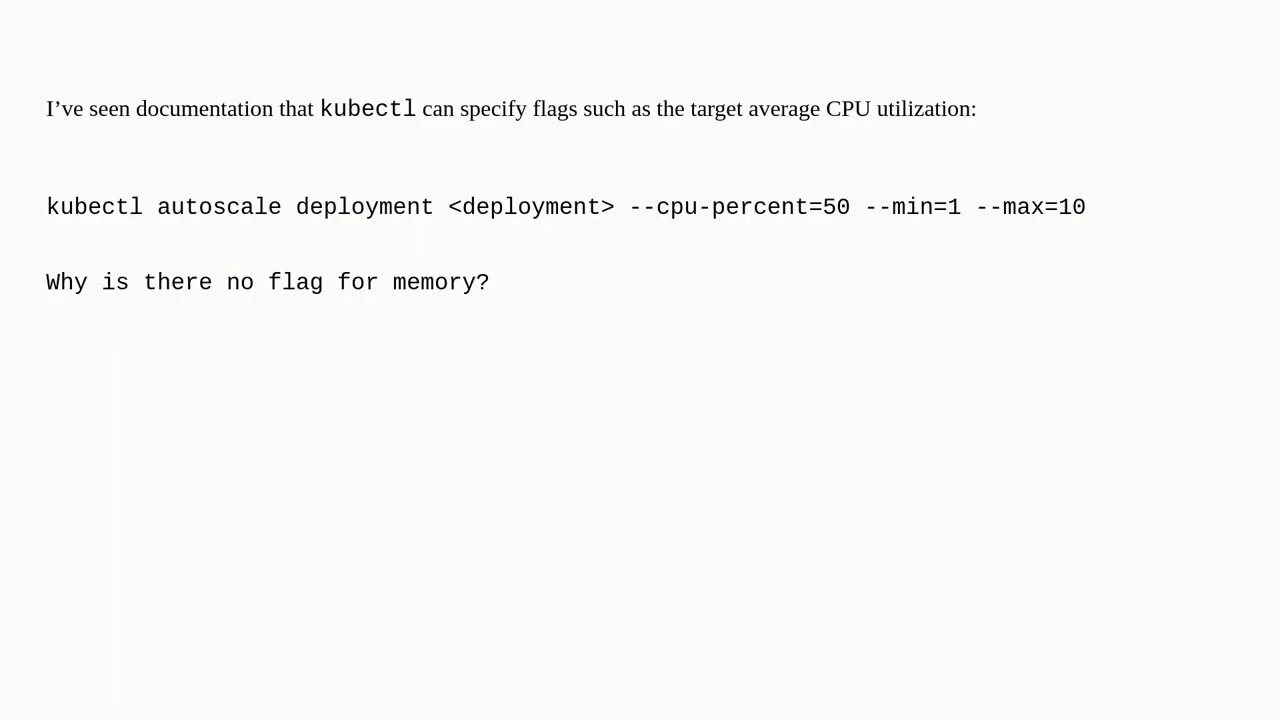 I’ve seen documentation that kubectl can specify flags such as the target average CPU utilization:
kubectl autoscale deployment <deployment> --cpu-percent=50 --min=1 --max=10
Why is there no flag for memory?